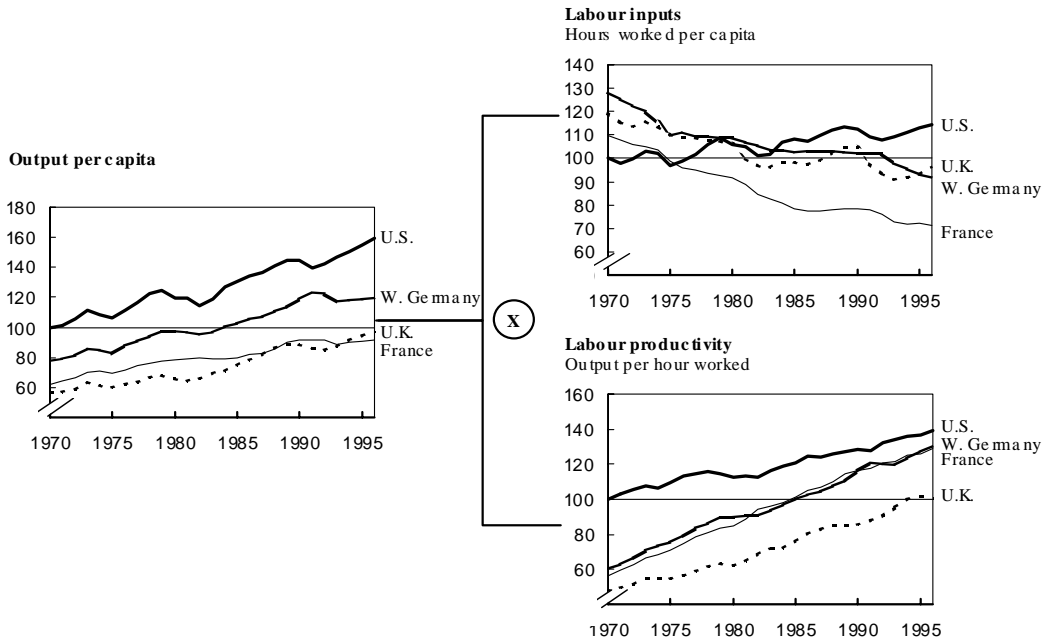 Output per capita
180
160
140
120
100
80
60
U.S.
W. Germany
U.K.
France
1970 1975 1980 1985 1990 1995
X
Labour inputs
Hours worked per capita
140
130
120
110
100
90
80
70
60
U.S.
U.K.
W. Germany
France
1970 1975 1980 1985 1990 1995
Labour productivity
Output per hour worked
160
140
120
100
80
60
U.S.
W. Germany
France
U.K.
1970 1975 1980 1985 1990 1995